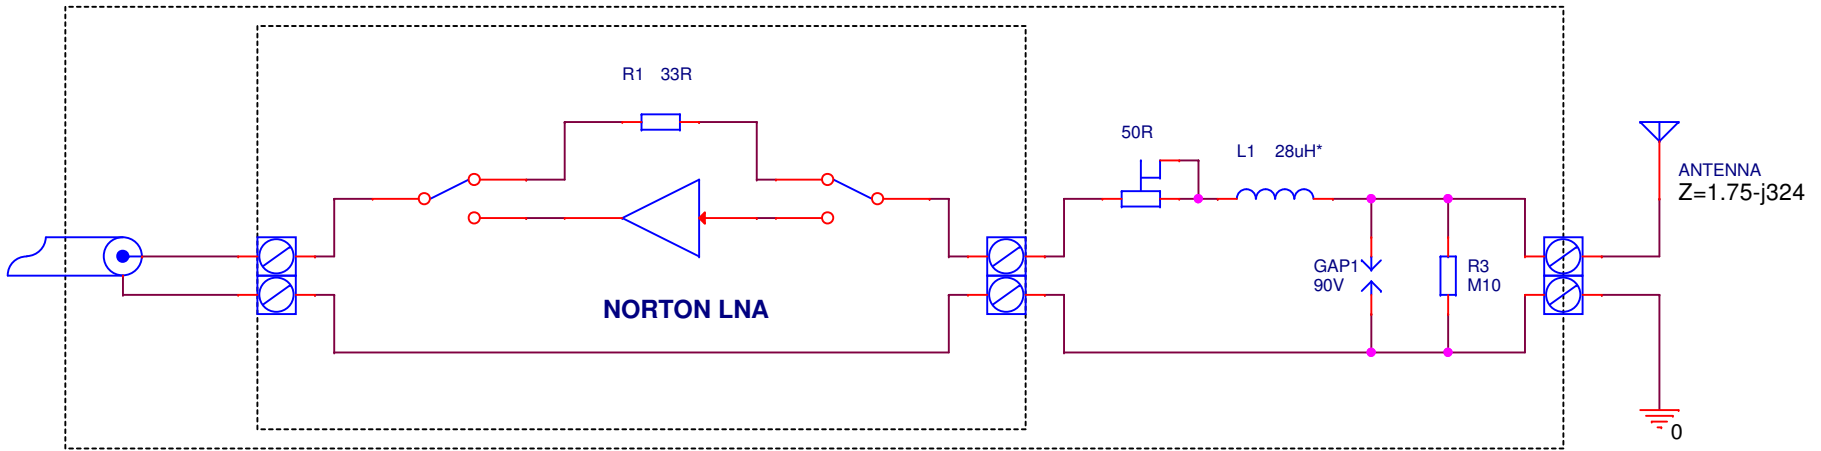 R1 33R
50R
L1 28uH*
ANTENNA
Z=1.75-j324
GAP1
90V
R3
M10
NORTON LNA
0